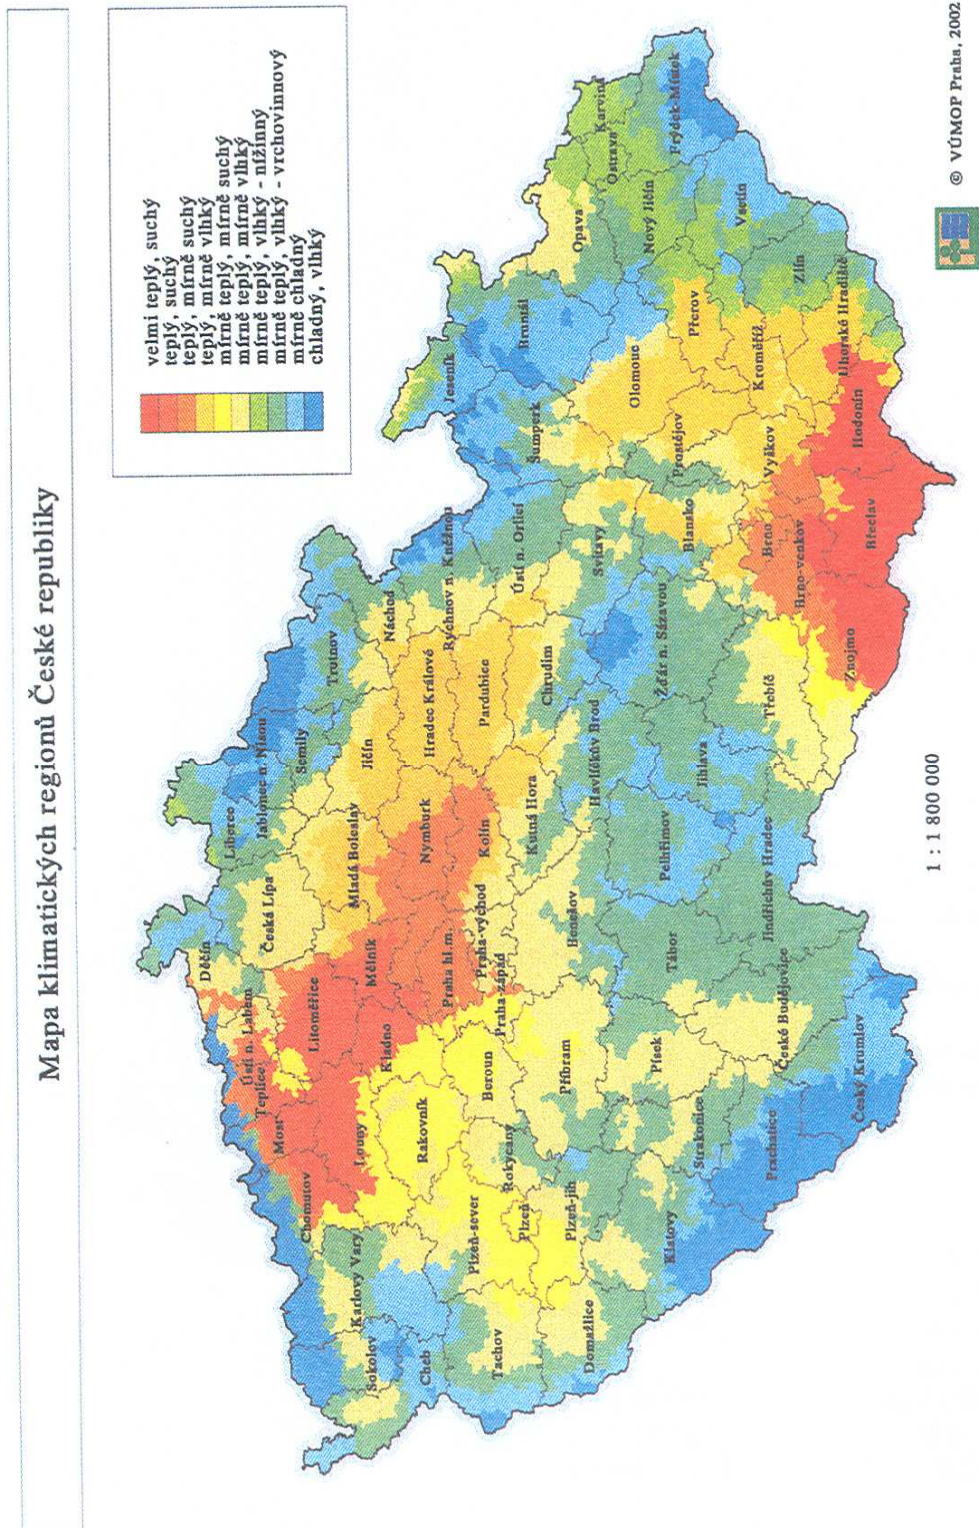 Mapa klimatických regionů České republiky
velmi teplý, suchý
teplý, suchý
teplý, mírně suchý
teplý, mírně vlhký
mírně teplý, mírně suchý
mírně teplý, mírně vlhký
mírně teplý, vlhký - nížinný
mírně teplý, vlhký - vrchovinnový
mírně chladný
chladný, vlhký
Děčín
Liberec
Jablonec n. Nisou
Semily
Trutnov
Česká Lípa
Ústí n. Labem
Teplice
Most
Chomutov
Litoměřice
Louny
Mělník
Mladá Boleslav
Jičín
Náchod
Hradec Králové
Rychnov n. Kněžnou
Karlovy Vary
Sokolov
Cheb
Rakovník
Kladno
Praha hl.m.
Praha-východ
Praha-západ
Nymburk
Kolín
Pardubice
Ústí n. Orlicí
Chrudim
Kutná Hora
Beroun
Plzeň-sever
Rokycany
Plzeň
Plzeň-jih
Tachov
Domažlice
Klatovy
Příbram
Benešov
Havlíčkův Brod
Svitavy
Šumperk
Jeseník
Bruntál
Opava
Ostrava
Karviná
Frýdek-Místek
Nový Jičín
Vsetín
Olomouc
Přerov
Prostějov
Kroměříž
Zlín
Uherské Hradiště
Vyškov
Blansko
Brno
Brno-venkov
Hodonín
Břeclav
Znojmo
Třebíč
Žďár n. Sázavou
Jihlava
Pelhřimov
Jindřichův Hradec
Tábor
Písek
Strakonice
České Budějovice
Prachatice
Český Krumlov
1 : 1 800 000
© VÚMOP Praha, 2002